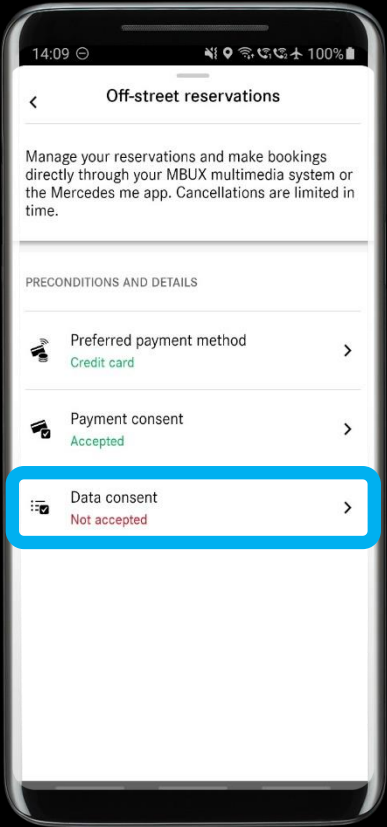 14:09
100%
Off-street reservations
Manage your reservations and make bookings
directly through your MBUX multimedia system or
the Mercedes me app. Cancellations are limited in
time.
PRECONDITIONS AND DETAILS
Preferred payment method
Credit card
Payment consent
Accepted
Data consent
Not accepted